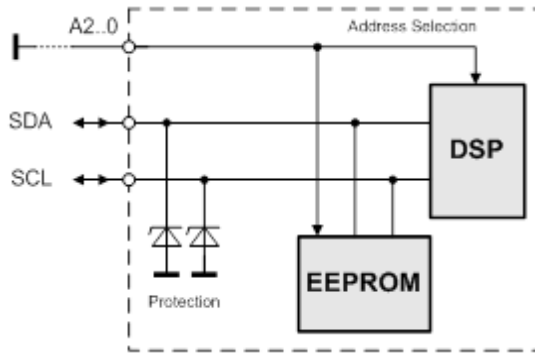 A2..0
Address Selection
SDA
DSP
SCL
EEPROM
Protection